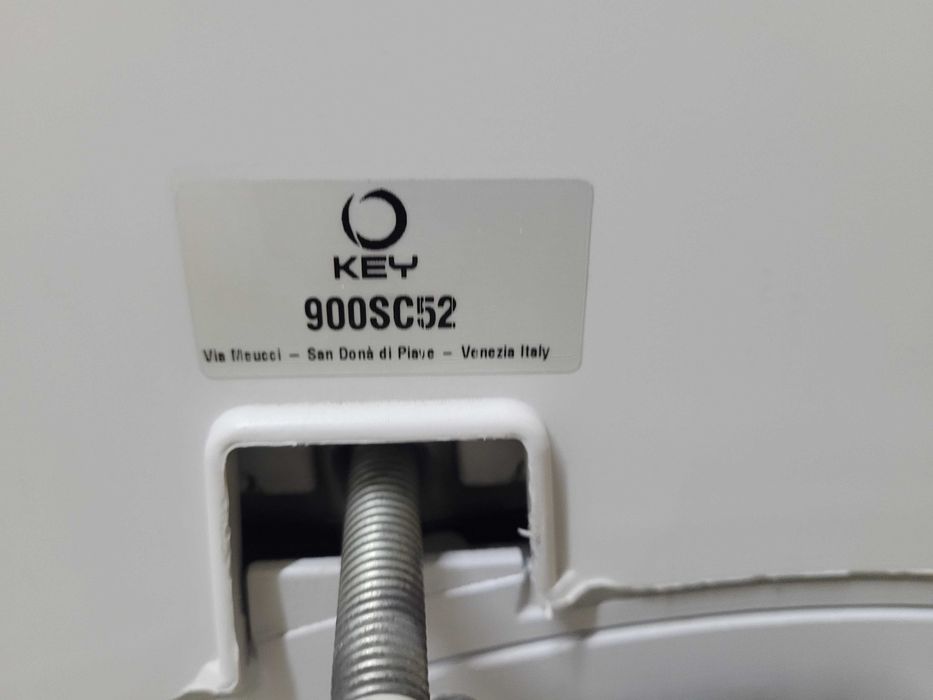 KEY
900SC52
Via Meucci – San Donà di Piave – Venezia Italy